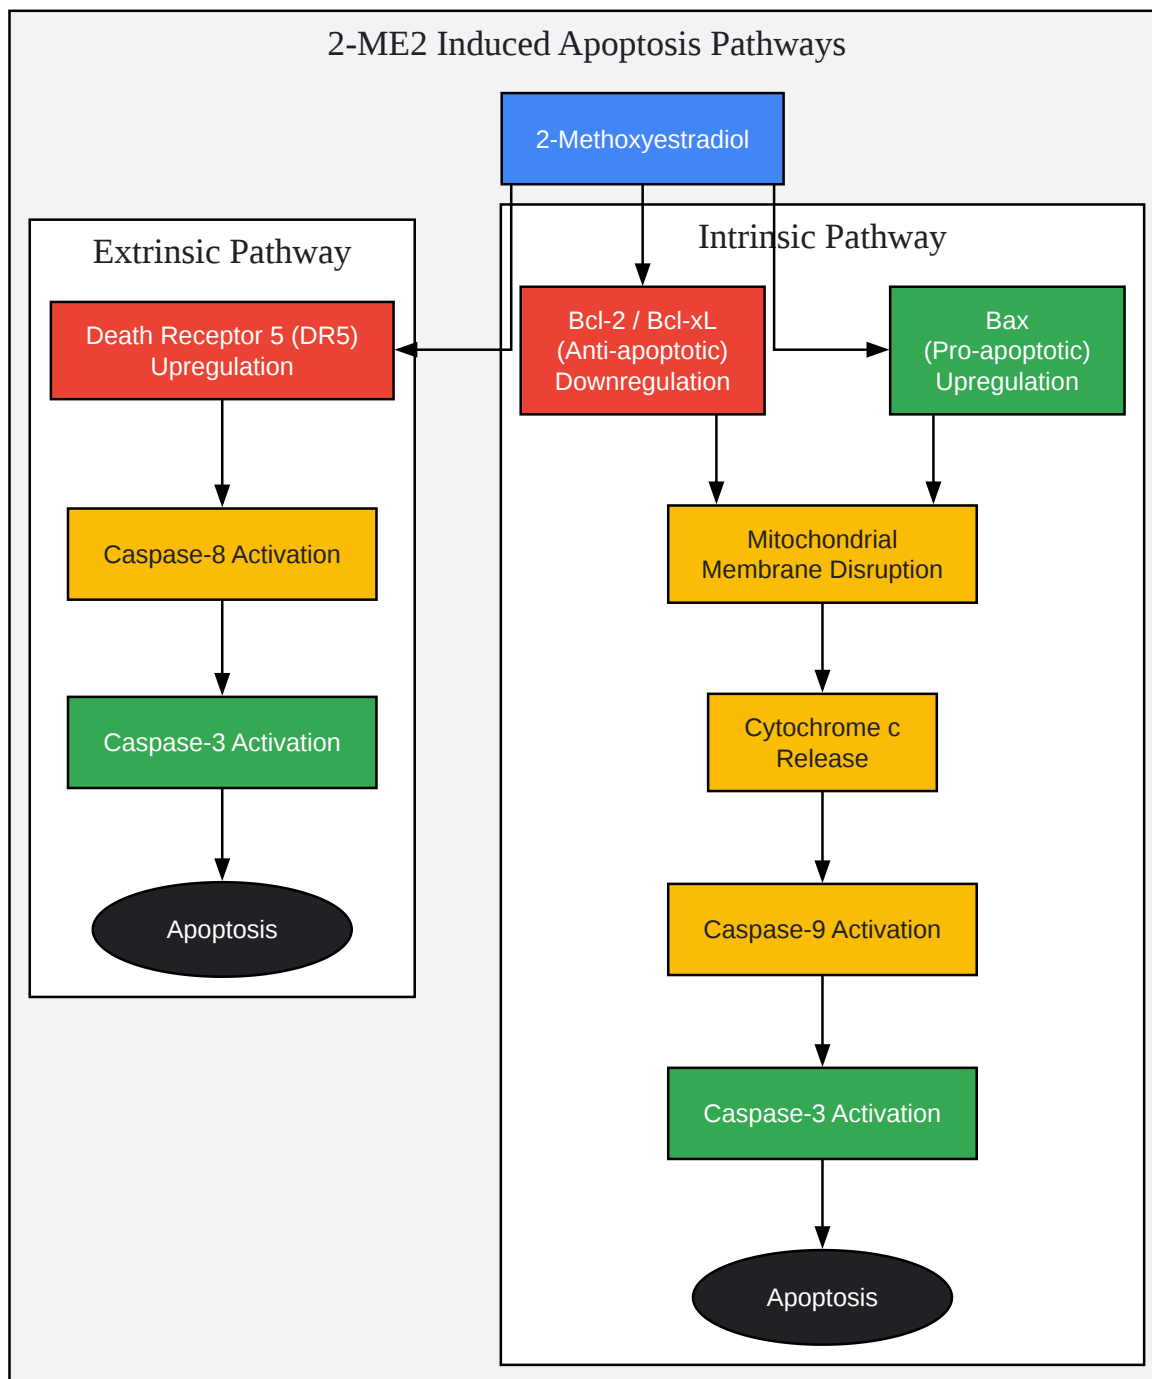 2-ME2 Induced Apoptosis Pathways
2-Methoxyestradiol
Extrinsic Pathway
Death Receptor 5 (DR5)
Upregulation
Caspase-8 Activation
Caspase-3 Activation
Apoptosis
Intrinsic Pathway
Bcl-2 / Bcl-xL
(Anti-apoptotic)
Downregulation
Bax
(Pro-apoptotic)
Upregulation
Mitochondrial
Membrane Disruption
Cytochrome c
Release
Caspase-9 Activation
Caspase-3 Activation
Apoptosis